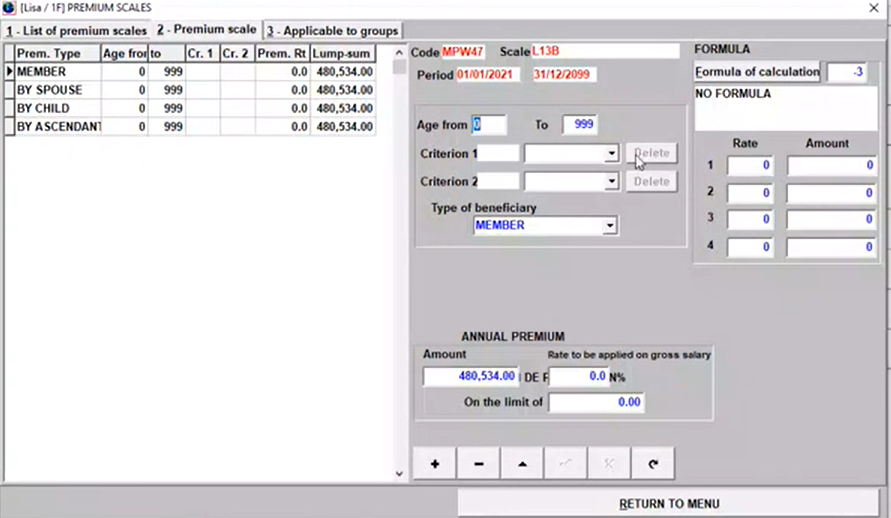 [Lisa / 1F] PREMIUM SCALES
1 - List of premium scales 2 - Premium scale 3 - Applicable to groups
Prem. Type Age from to Cr. 1 Cr. 2 Prem. Rt Lump-sum
MEMBER 0 999 0.0 480,534.00
BY SPOUSE 0 999 0.0 480,534.00
BY CHILD 0 999 0.0 480,534.00
BY ASCENDANT 0 999 0.0 480,534.00
Code MPW47 Scale L13B
Period 01/01/2021 31/12/2099
Age from 0 To 999
Criterion 1 Delete
Criterion 2 Delete
Type of beneficiary
MEMBER
FORMULA
Formula of calculation -3
NO FORMULA
Rate Amount
1 0 0
2 0 0
3 0 0
4 0 0
ANNUAL PREMIUM
Amount Rate to be applied on gross salary
480,534.00 DE F 0.0 N%
On the limit of 0.00
RETURN TO MENU